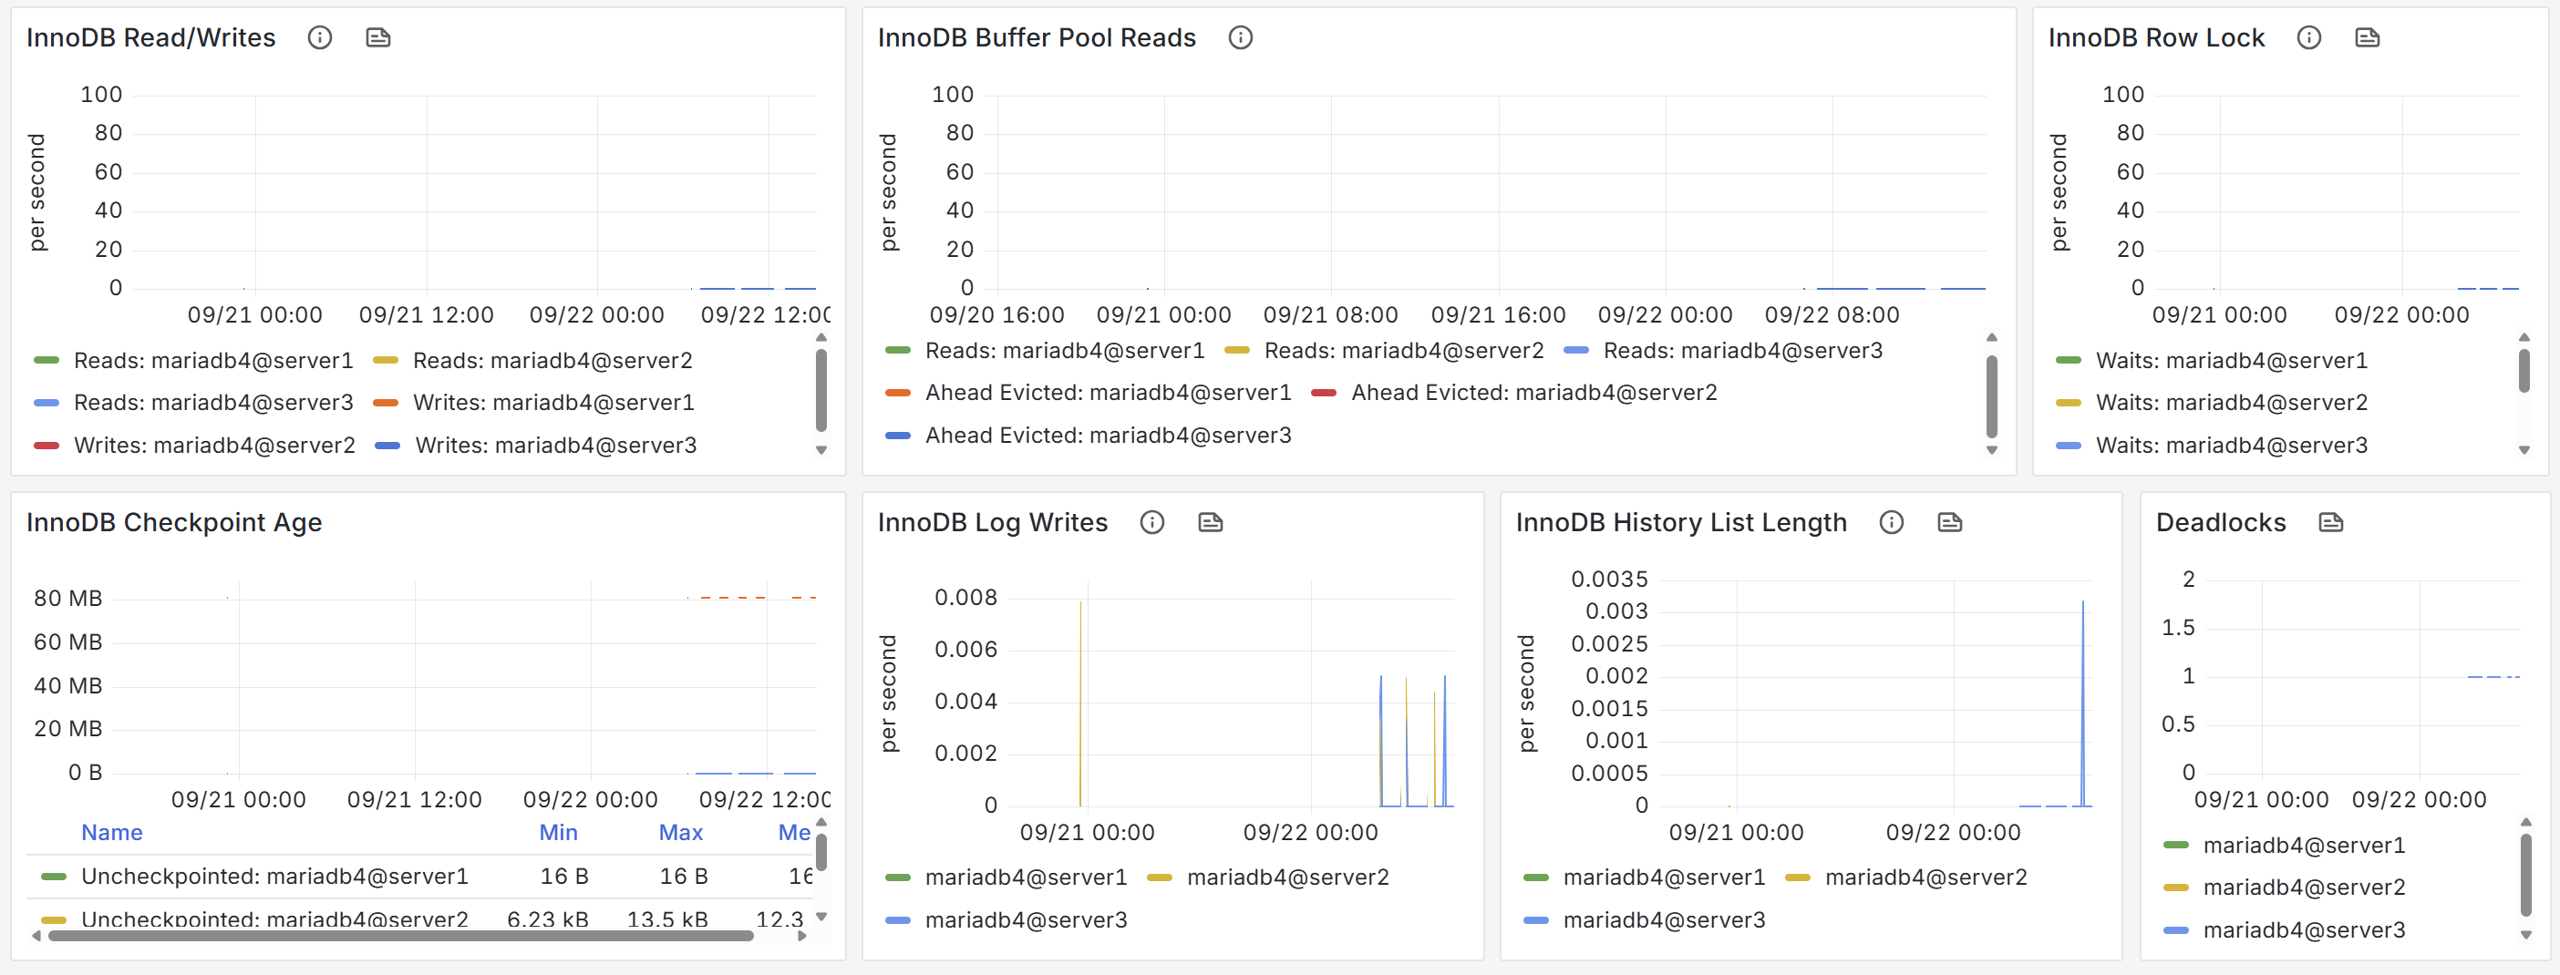 InnoDB Read/Writes
per second
100
80
60
40
20
0
09/21 00:00 09/21 12:00 09/22 00:00 09/22 12:00
Reads: mariadb4@server1 Reads: mariadb4@server2
Reads: mariadb4@server3 Writes: mariadb4@server1
Writes: mariadb4@server2 Writes: mariadb4@server3
InnoDB Buffer Pool Reads
per second
100
80
60
40
20
0
09/20 16:00 09/21 00:00 09/21 08:00 09/21 16:00 09/22 00:00 09/22 08:00
Reads: mariadb4@server1 Reads: mariadb4@server2 Reads: mariadb4@server3
Ahead Evicted: mariadb4@server1 Ahead Evicted: mariadb4@server2
Ahead Evicted: mariadb4@server3
InnoDB Row Lock
per second
100
80
60
40
20
0
09/21 00:00 09/22 00:00
Waits: mariadb4@server1
Waits: mariadb4@server2
Waits: mariadb4@server3
InnoDB Checkpoint Age
80 MB
60 MB
40 MB
20 MB
0 B
09/21 00:00 09/21 12:00 09/22 00:00 09/22 12:00
Name Min Max Me
Uncheckpointed: mariadb4@server1 16 B 16 B 16
Uncheckpointed: mariadb4@server2 6.23 kB 13.5 kB 12.3
InnoDB Log Writes
per second
0.008
0.006
0.004
0.002
0
09/21 00:00 09/22 00:00
mariadb4@server1 mariadb4@server2
mariadb4@server3
InnoDB History List Length
per second
0.0035
0.003
0.0025
0.002
0.0015
0.001
0.0005
0
09/21 00:00 09/22 00:00
mariadb4@server1 mariadb4@server2
mariadb4@server3
Deadlocks
2
1.5
1
0.5
0
09/21 00:00 09/22 00:00
mariadb4@server1
mariadb4@server2
mariadb4@server3